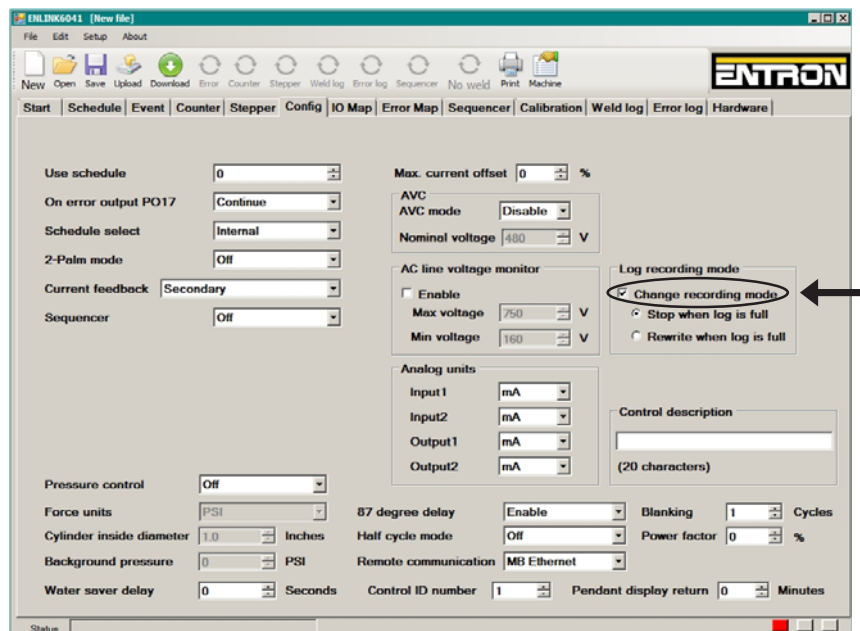 ENLINK6041 [New file]
File Edit Setup About
New Open Save Upload Download Error Counter Stepper Weld log Error log Sequencer No weld Print Machine
ENTRON
Start Schedule Event Counter Stepper Config IO Map Error Map Sequencer Calibration Weld log Error log Hardware
Use schedule 0 Max. current offset 0 %
On error output PO17 Continue
AVC
AVC mode Disable
Schedule select Internal
Nominal voltage 480 V
2-Palm mode Off
AC line voltage monitor
Log recording mode
Current feedback Secondary
Enable
Change recording mode
Sequencer Off
Max voltage 750 V
Stop when log is full
Min voltage 160 V
Rewrite when log is full
Analog units
Input1 mA
Input2 mA
Output1 mA
Output2 mA
Control description
(20 characters)
Pressure control Off
Force units PSI 87 degree delay Enable Blanking 1 Cycles
Cylinder inside diameter 1.0 Inches Half cycle mode Off Power factor 0 %
Background pressure 0 PSI Remote communication MB Ethernet
Water saver delay 0 Seconds Control ID number 1 Pendant display return 0 Minutes
Status